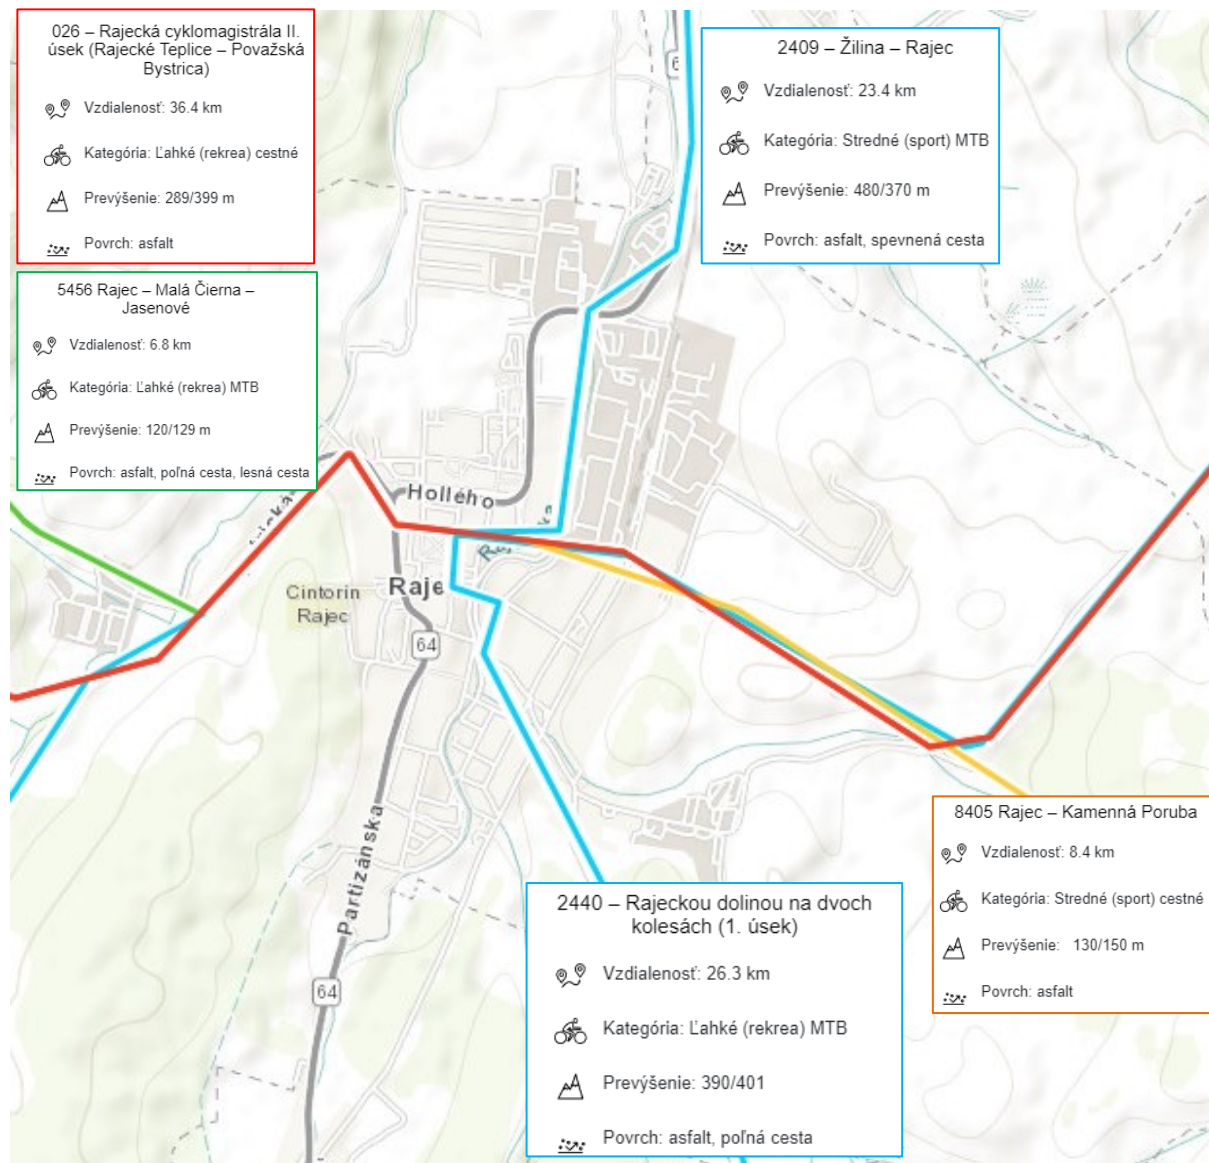 026 – Rajecká cyklomagistrála II.
úsek (Rajecké Teplice – Považská
Bystrica)
Vzdialenosť: 36.4 km
Kategória: Ľahké (rekrea) cestné
Prevýšenie: 289/399 m
Povrch: asfalt
2409 – Žilina – Rajec
Vzdialenosť: 23.4 km
Kategória: Stredné (sport) MTB
Prevýšenie: 480/370 m
Povrch: asfalt, spevnená cesta
5456 Rajec – Malá Čierna –
Jasenové
Vzdialenosť: 6.8 km
Kategória: Ľahké (rekrea) MTB
Prevýšenie: 120/129 m
Povrch: asfalt, poľná cesta, lesná cesta
Hollého
Cintorín
Rajec
Raje
64
Partizánska
64
8405 Rajec – Kamenná Poruba
Vzdialenosť: 8.4 km
Kategória: Stredné (sport) cestné
Prevýšenie: 130/150 m
Povrch: asfalt
2440 – Rajeckou dolinou na dvoch
kolesách (1. úsek)
Vzdialenosť: 26.3 km
Kategória: Ľahké (rekrea) MTB
Prevýšenie: 390/401
Povrch: asfalt, poľná cesta